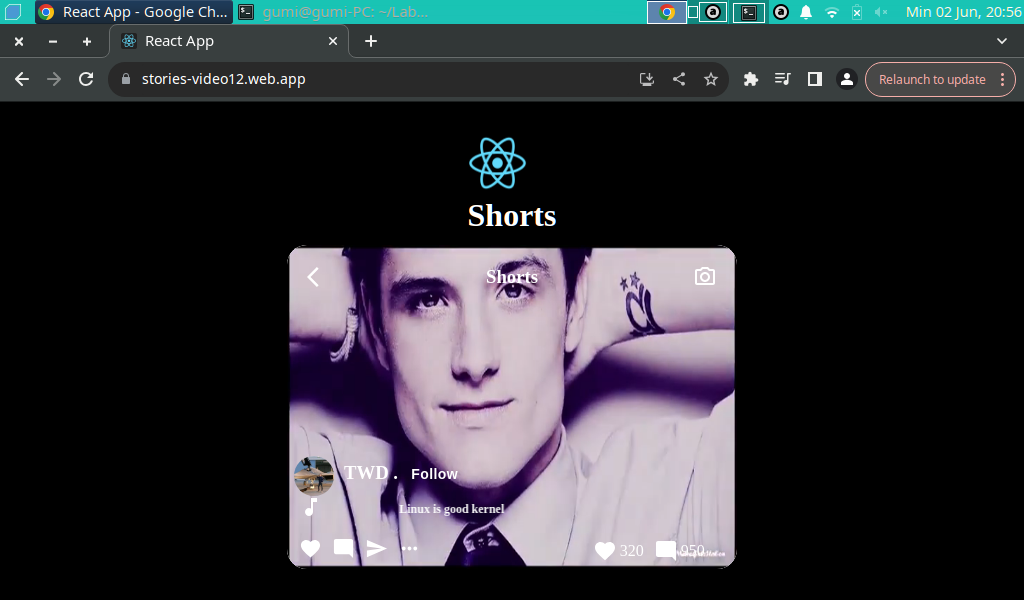 React App - Google Ch...
gumi@gumi-PC: ~/Lab...
Min 02 Jun, 20:56
React App
stories-video12.web.app
Relaunch to update
Shorts
Shorts
TWD . Follow
Linux is good kernel
320 950